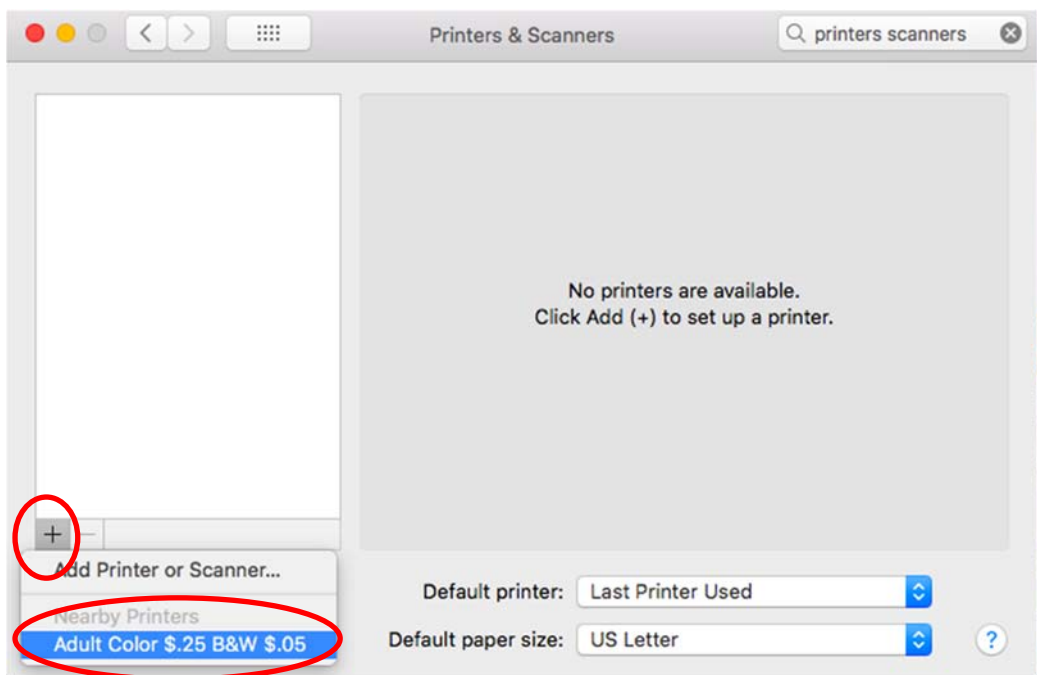 Printers & Scanners
printers scanners
No printers are available.
Click Add (+) to set up a printer.
+ –
Add Printer or Scanner...
Nearby Printers
Adult Color $.25 B&W $.05
Default printer: Last Printer Used
Default paper size: US Letter
?